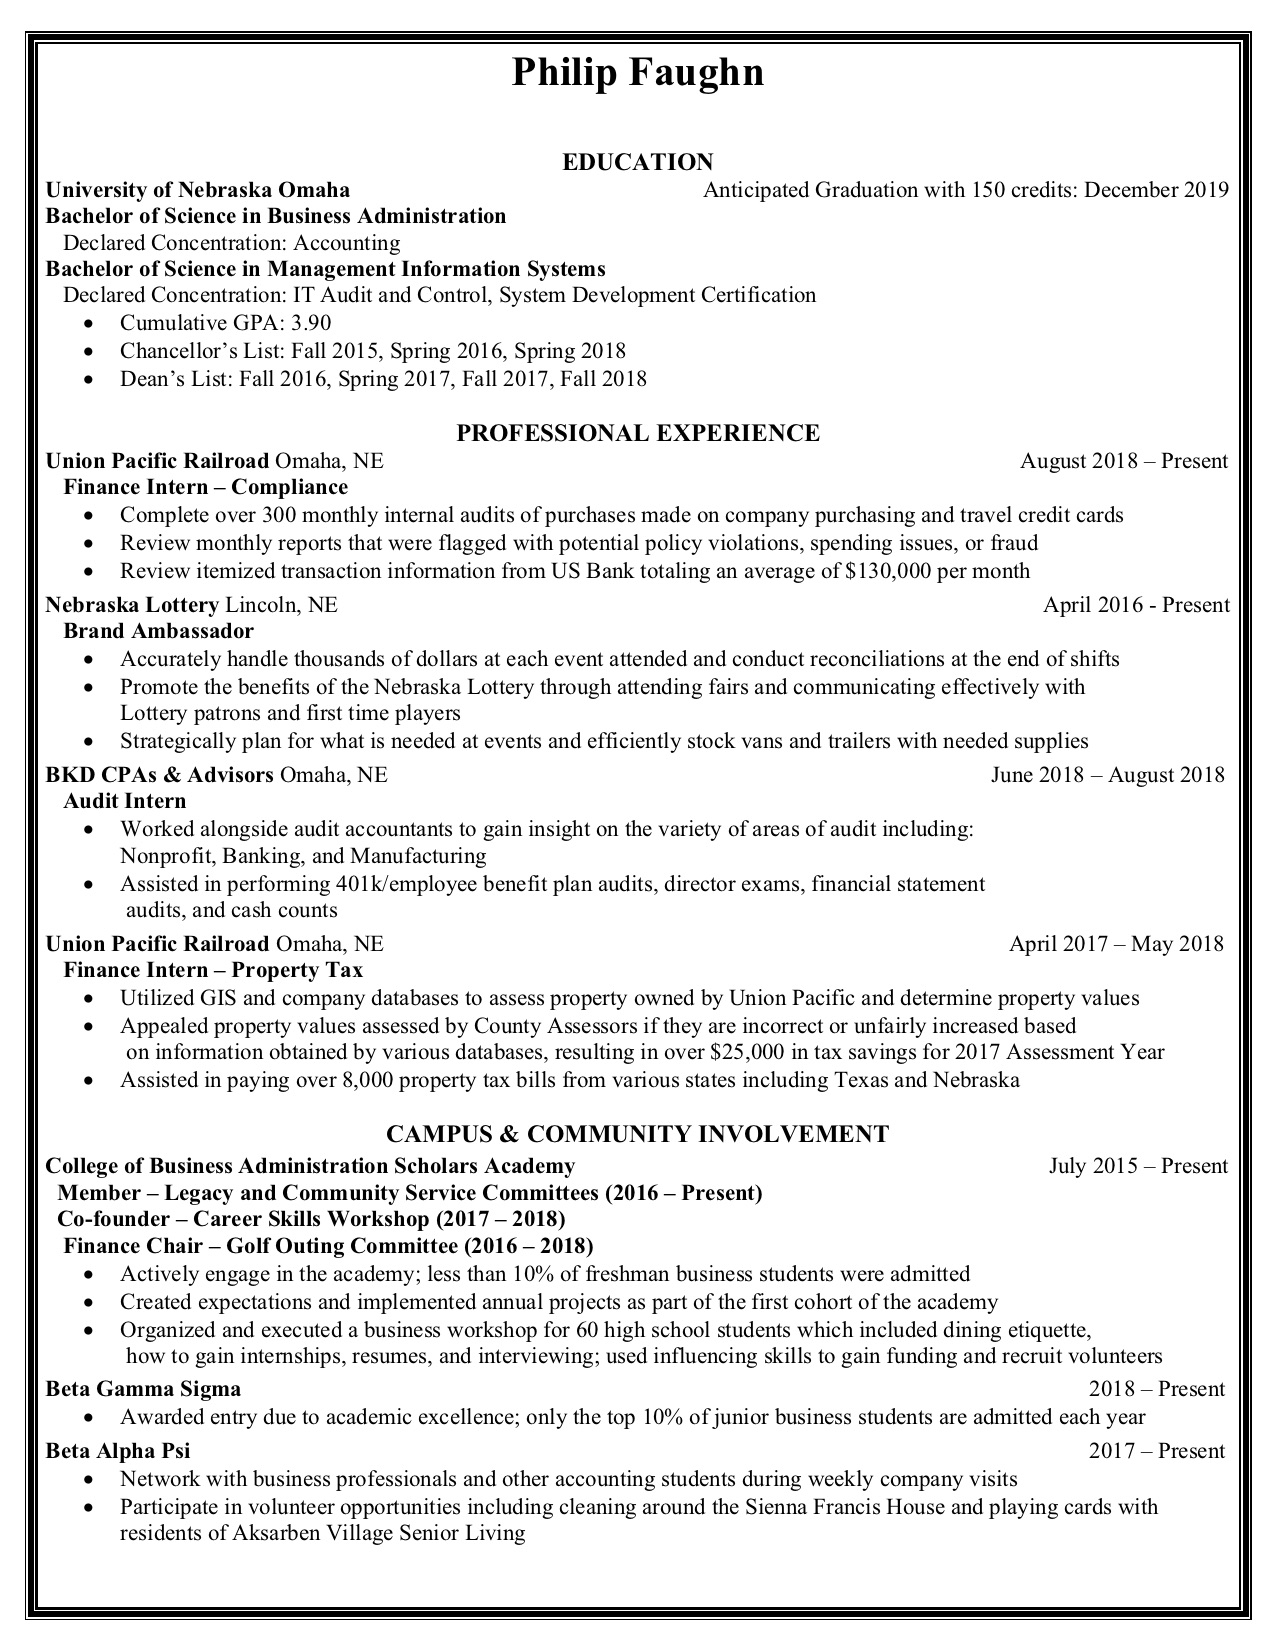 Philip Faughn
EDUCATION
University of Nebraska Omaha Anticipated Graduation with 150 credits: December 2019
Bachelor of Science in Business Administration
Declared Concentration: Accounting
Bachelor of Science in Management Information Systems
Declared Concentration: IT Audit and Control, System Development Certification
• Cumulative GPA: 3.90
• Chancellor’s List: Fall 2015, Spring 2016, Spring 2018
• Dean’s List: Fall 2016, Spring 2017, Fall 2017, Fall 2018
PROFESSIONAL EXPERIENCE
Union Pacific Railroad Omaha, NE August 2018 – Present
Finance Intern – Compliance
• Complete over 300 monthly internal audits of purchases made on company purchasing and travel credit cards
• Review monthly reports that were flagged with potential policy violations, spending issues, or fraud
• Review itemized transaction information from US Bank totaling an average of $130,000 per month
Nebraska Lottery Lincoln, NE April 2016 - Present
Brand Ambassador
• Accurately handle thousands of dollars at each event attended and conduct reconciliations at the end of shifts
• Promote the benefits of the Nebraska Lottery through attending fairs and communicating effectively with
Lottery patrons and first time players
• Strategically plan for what is needed at events and efficiently stock vans and trailers with needed supplies
BKD CPAs & Advisors Omaha, NE June 2018 – August 2018
Audit Intern
• Worked alongside audit accountants to gain insight on the variety of areas of audit including:
Nonprofit, Banking, and Manufacturing
• Assisted in performing 401k/employee benefit plan audits, director exams, financial statement
audits, and cash counts
Union Pacific Railroad Omaha, NE April 2017 – May 2018
Finance Intern – Property Tax
• Utilized GIS and company databases to assess property owned by Union Pacific and determine property values
• Appealed property values assessed by County Assessors if they are incorrect or unfairly increased based
on information obtained by various databases, resulting in over $25,000 in tax savings for 2017 Assessment Year
• Assisted in paying over 8,000 property tax bills from various states including Texas and Nebraska
CAMPUS & COMMUNITY INVOLVEMENT
College of Business Administration Scholars Academy July 2015 – Present
Member – Legacy and Community Service Committees (2016 – Present)
Co-founder – Career Skills Workshop (2017 – 2018)
Finance Chair – Golf Outing Committee (2016 – 2018)
• Actively engage in the academy; less than 10% of freshman business students were admitted
• Created expectations and implemented annual projects as part of the first cohort of the academy
• Organized and executed a business workshop for 60 high school students which included dining etiquette,
how to gain internships, resumes, and interviewing; used influencing skills to gain funding and recruit volunteers
Beta Gamma Sigma 2018 – Present
• Awarded entry due to academic excellence; only the top 10% of junior business students are admitted each year
Beta Alpha Psi 2017 – Present
• Network with business professionals and other accounting students during weekly company visits
• Participate in volunteer opportunities including cleaning around the Sienna Francis House and playing cards with
residents of Aksarben Village Senior Living